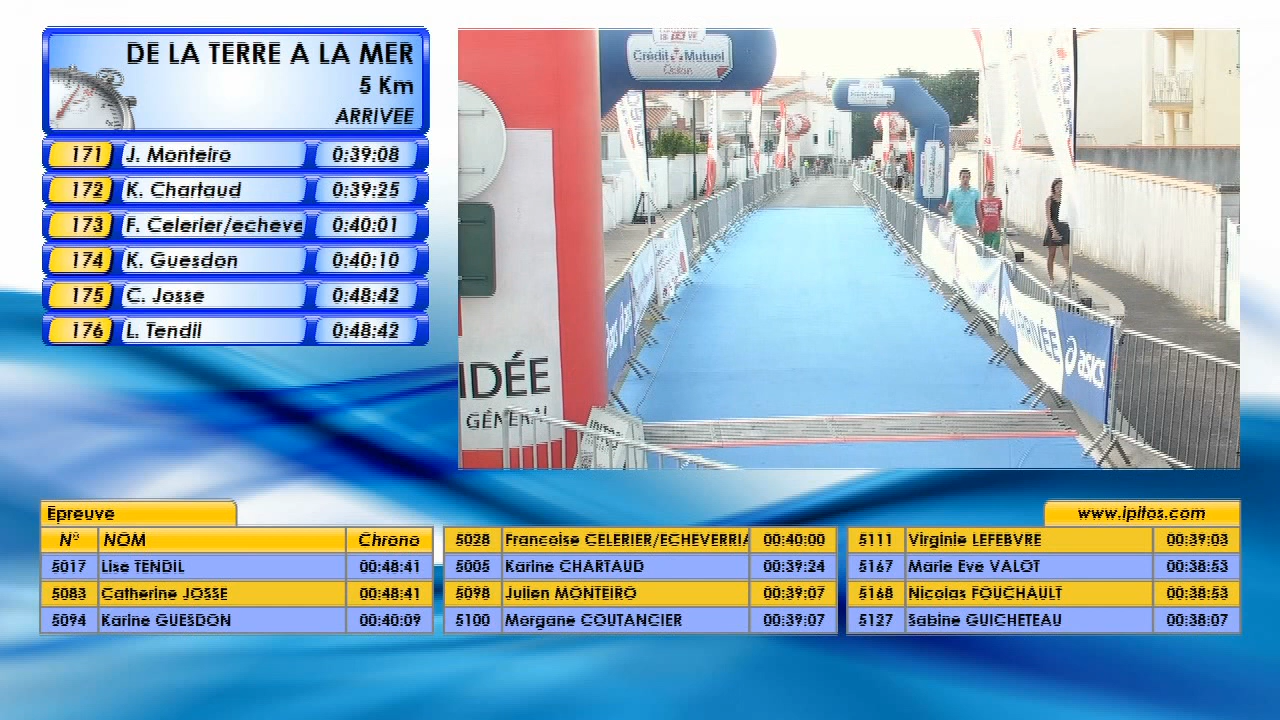 DE LA TERRE A LA MER
5 Km
ARRIVEE
171 J. Monteiro 0:39:08
172 K. Chartaud 0:39:25
173 F. Celerier/echeve 0:40:01
174 K. Guesdon 0:40:10
175 C. Josse 0:48:42
176 L. Tendil 0:48:42
Crédit Mutuel
Océan
IDÉE
GÉNÉRAL
ARRIVÉE
asics
Epreuve
www.ipitos.com
N° NOM Chrono
5017 Lise TENDIL 00:48:41
5083 Catherine JOSSE 00:48:41
5094 Karine GUESDON 00:40:09
5028 Francoise CELERIER/ECHEVERRIA 00:40:00
5005 Karine CHARTAUD 00:39:24
5098 Julien MONTEIRO 00:39:07
5100 Morgane COUTANCIER 00:39:07
5111 Virginie LEFEBVRE 00:39:03
5167 Marie Eve VALOT 00:38:53
5168 Nicolas FOUCHAULT 00:38:53
5127 Sabine GUICHETEAU 00:38:07